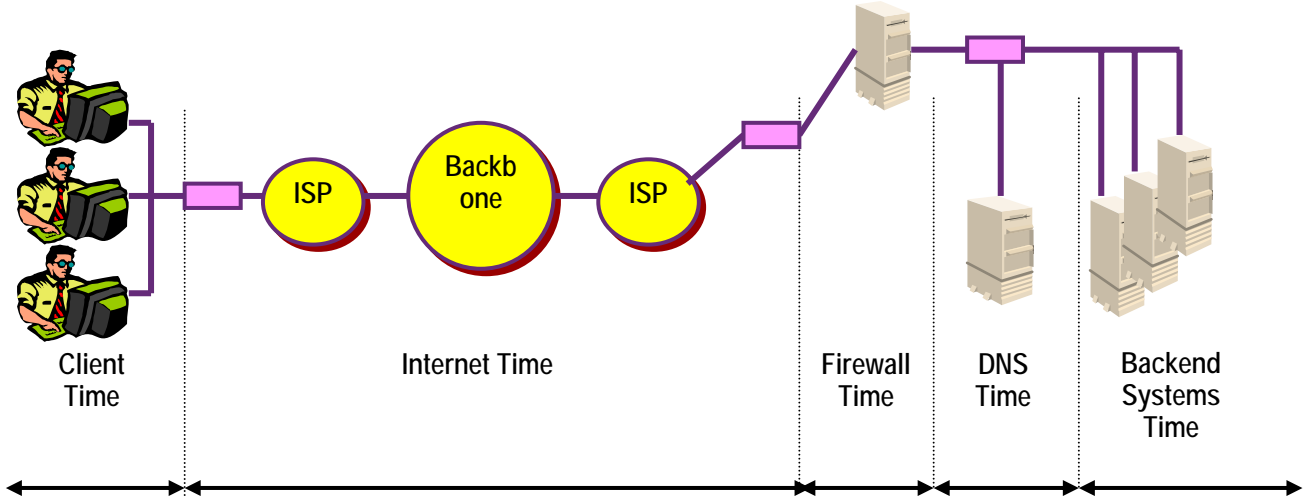 ISP
Backb
one
ISP
Client
Time
Internet Time
Firewall
Time
DNS
Time
Backend
Systems
Time